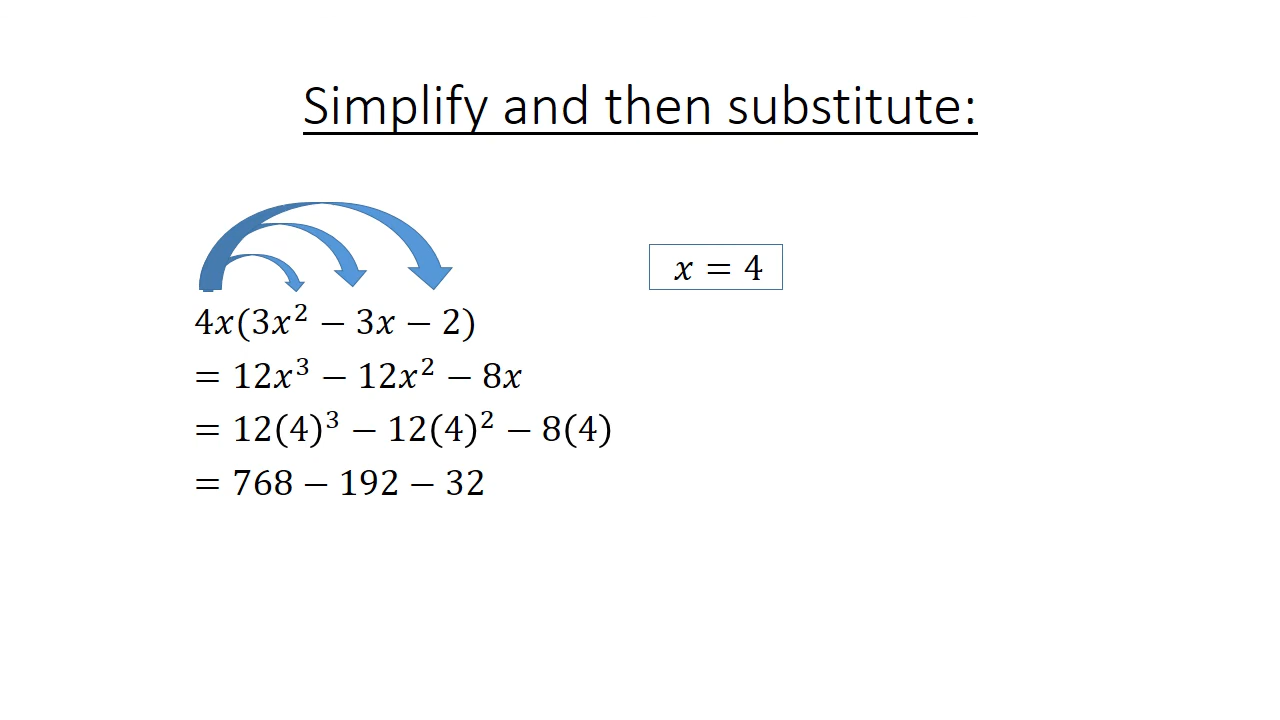 Simplify and then substitute:
x = 4
4x(3x² − 3x − 2)
= 12x³ − 12x² − 8x
= 12(4)³ − 12(4)² − 8(4)
= 768 − 192 − 32